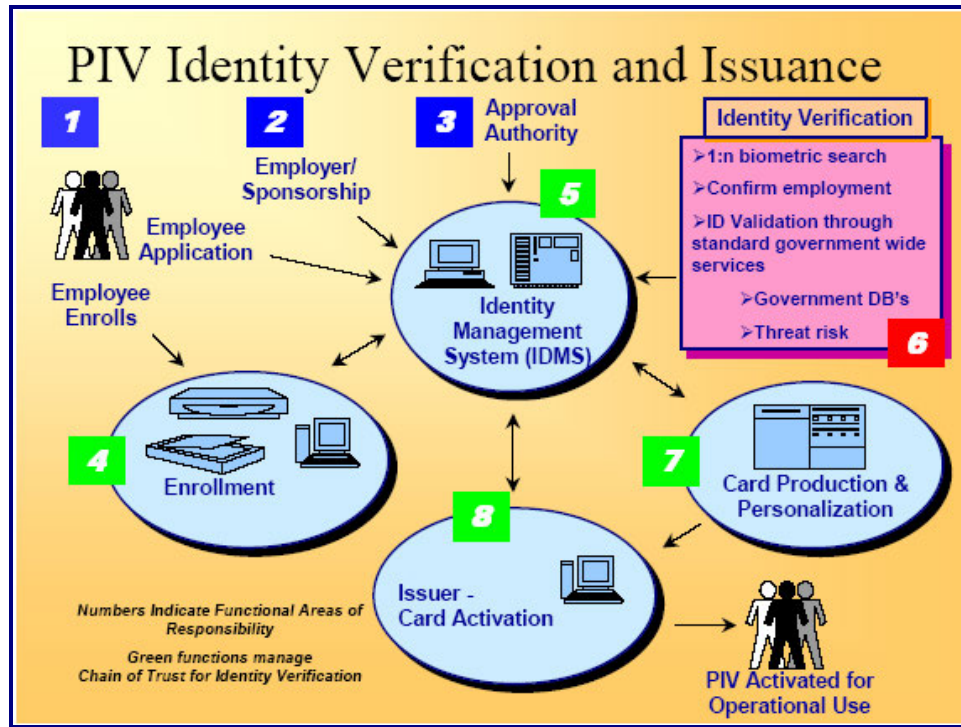 PIV Identity Verification and Issuance
1
2
3
Approval
Authority
Identity Verification
➢1:n biometric search
➢Confirm employment
➢ID Validation through
standard government wide
services
➢Government DB's
➢Threat risk
6
Employer/
Sponsorship
Employee
Application
Employee
Enrolls
5
Identity
Management
System (IDMS)
4
Enrollment
7
Card Production &
Personalization
8
Issuer -
Card Activation
Numbers Indicate Functional Areas of
Responsibility
Green functions manage
Chain of Trust for Identity Verification
PIV Activated for
Operational Use